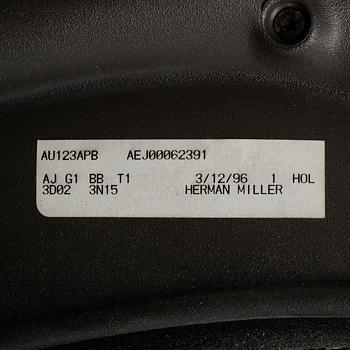 AU123APB AEJ00062391
AJ G1 BB T1 3/12/96 1 HOL
3D02 3N15 HERMAN MILLER